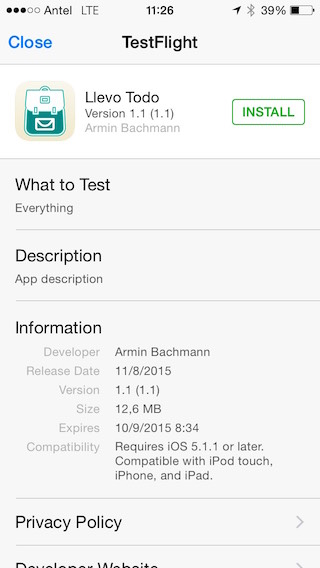 Antel LTE 11:26 39%
Close TestFlight
Llevo Todo
Version 1.1 (1.1)
Armin Bachmann
INSTALL
What to Test
Everything
Description
App description
Information
Developer Armin Bachmann
Release Date 11/8/2015
Version 1.1 (1.1)
Size 12,6 MB
Expires 10/9/2015 8:34
Compatibility Requires iOS 5.1.1 or later.
Compatible with iPod touch,
iPhone, and iPad.
Privacy Policy
Developer Website